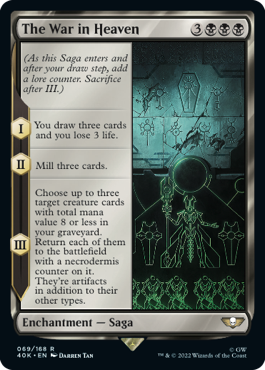 The War in Heaven 3
(As this Saga enters and
after your draw step, add
a lore counter. Sacrifice
after III.)
I
You draw three cards
and you lose 3 life.
II
Mill three cards.
III
Choose up to three
target creature cards
with total mana
value 8 or less in
your graveyard.
Return each of them
to the battlefield
with a necrodermis
counter on it.
They're artifacts
in addition to their
other types.
Enchantment — Saga
069/168 R
40K • EN DARREN TAN
© GW
™ & © 2022 Wizards of the Coast